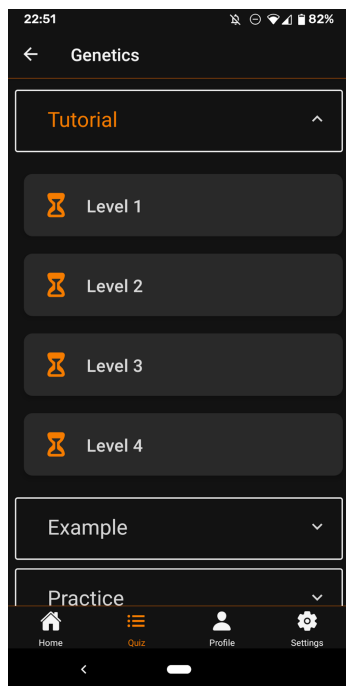 22:51 82%
Genetics
Tutorial
Level 1
Level 2
Level 3
Level 4
Example
Practice
Home Quiz Profile Settings